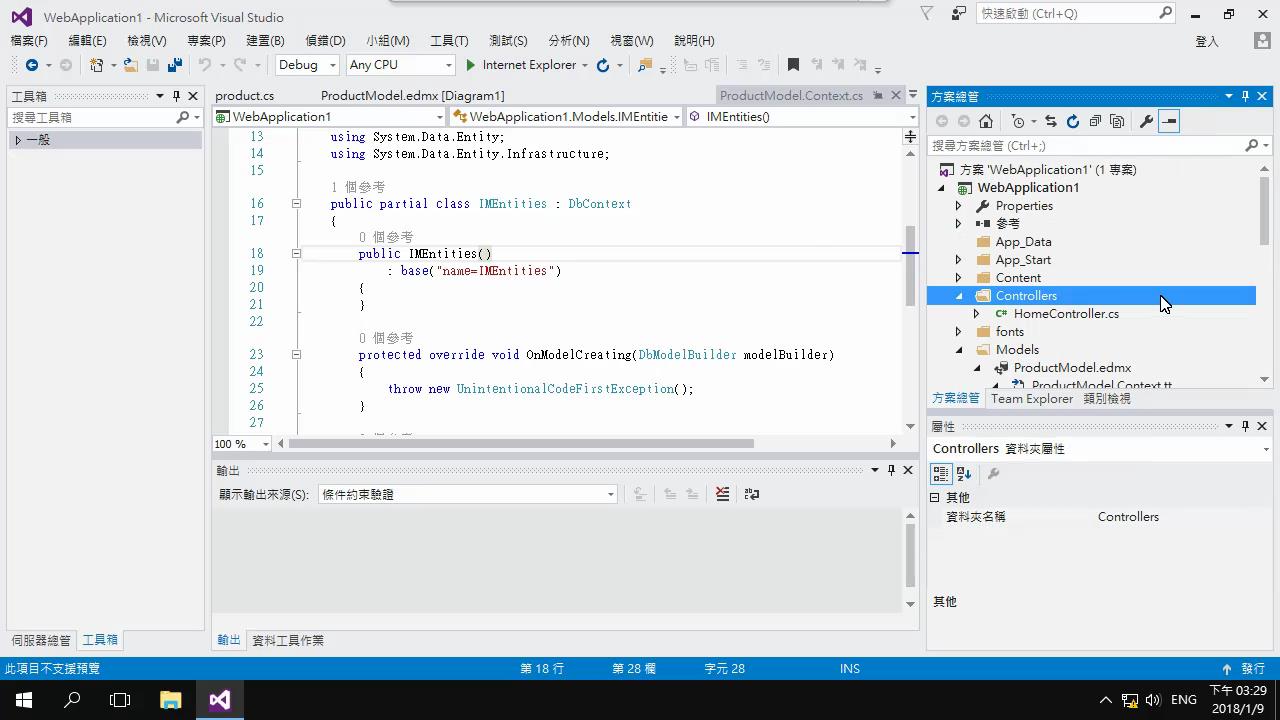 WebApplication1 - Microsoft Visual Studio
快速啟動 (Ctrl+Q)
檔案(F) 編輯(E) 檢視(V) 專案(P) 建置(B) 偵錯(D) 小組(M) 工具(T) 測試(S) 分析(N) 視窗(W) 說明(H)
登入
Debug Any CPU Internet Explorer
工具箱
搜尋工具箱
一般
伺服器總管 工具箱
product.cs ProductModel.edmx [Diagram1] ProductModel.Context.cs
WebApplication1 WebApplication1.Models.IMEntitie IMEntities()
13 using System.Data.Entity;
14 using System.Data.Entity.Infrastructure;
15
1 個參考
16 public partial class IMEntities : DbContext
17 {
0 個參考
18 public IMEntities()
19 : base("name=IMEntities")
20 {
21 }
22
0 個參考
23 protected override void OnModelCreating(DbModelBuilder modelBuilder)
24 {
25 throw new UnintentionalCodeFirstException();
26 }
27
100 %
輸出
顯示輸出來源(S): 條件約束驗證
輸出 資料工具作業
方案總管
搜尋方案總管 (Ctrl+;)
方案 'WebApplication1' (1 專案)
WebApplication1
Properties
參考
App_Data
App_Start
Content
Controllers
HomeController.cs
fonts
Models
ProductModel.edmx
ProductModel.Context.tt
方案總管 Team Explorer 類別檢視
屬性
Controllers 資料夾屬性
其他
資料夾名稱 Controllers
其他
此項目不支援預覽 第 18 行 第 28 欄 字元 28 INS 發行
ENG
下午 03:29
2018/1/9